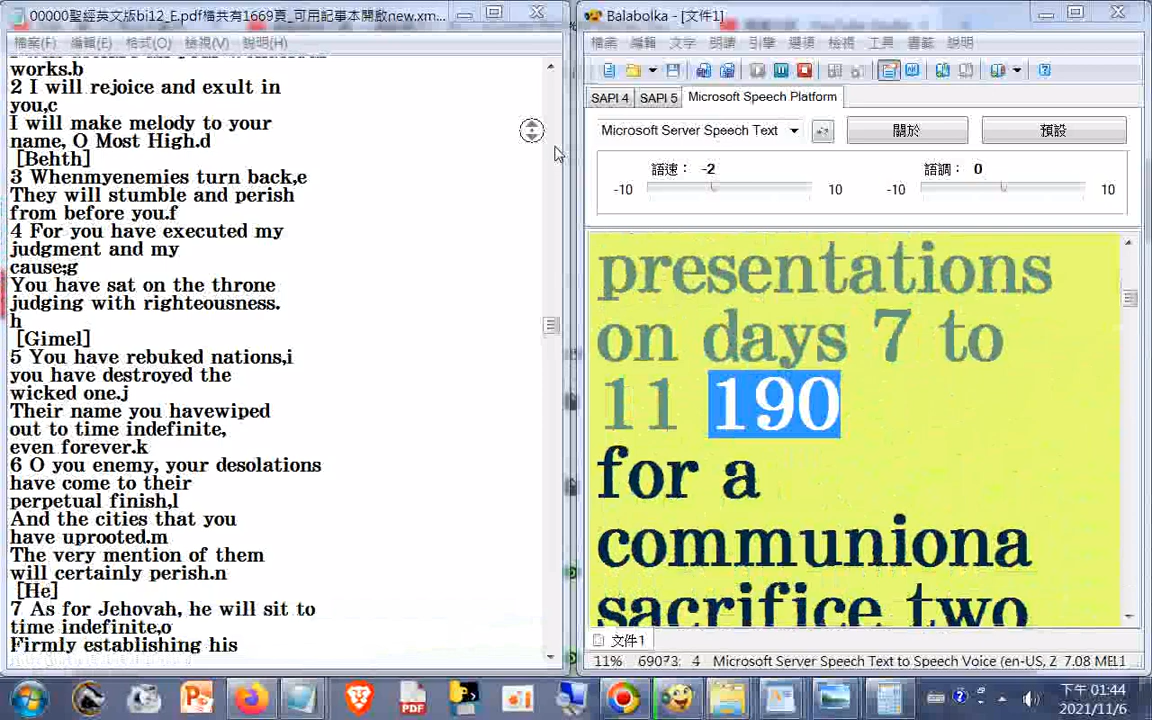 00000聖經英文版bi12_E.pdf檔共有1669頁_可用記事本開啟new.xm...
檔案(F) 編輯(E) 格式(O) 檢視(V) 說明(H)
works.b
2 I will rejoice and exult in
you,c
I will make melody to your
name, O Most High.d
[Behth]
3 Whenmyenemies turn back,e
They will stumble and perish
from before you.f
4 For you have executed my
judgment and my
cause;g
You have sat on the throne
judging with righteousness.
h
[Gimel]
5 You have rebuked nations,i
you have destroyed the
wicked one.j
Their name you havewiped
out to time indefinite,
even forever.k
6 O you enemy, your desolations
have come to their
perpetual finish,l
And the cities that you
have uprooted.m
The very mention of them
will certainly perish.n
[He]
7 As for Jehovah, he will sit to
time indefinite,o
Firmly establishing his
Balabolka - [文件1]
檔案 編輯 文字 朗讀 引擎 選項 檢視 工具 書籤 說明
SAPI 4 SAPI 5 Microsoft Speech Platform
Microsoft Server Speech Text 關於 預設
語速： -2 語調： 0
-10 10 -10 10
presentations
on days 7 to
11 190
for a
communiona
sacrifice two
文件1
11% 69073: 4 Microsoft Server Speech Text to Speech Voice (en-US, Z 7.08 ME11
下午 01:44
2021/11/6